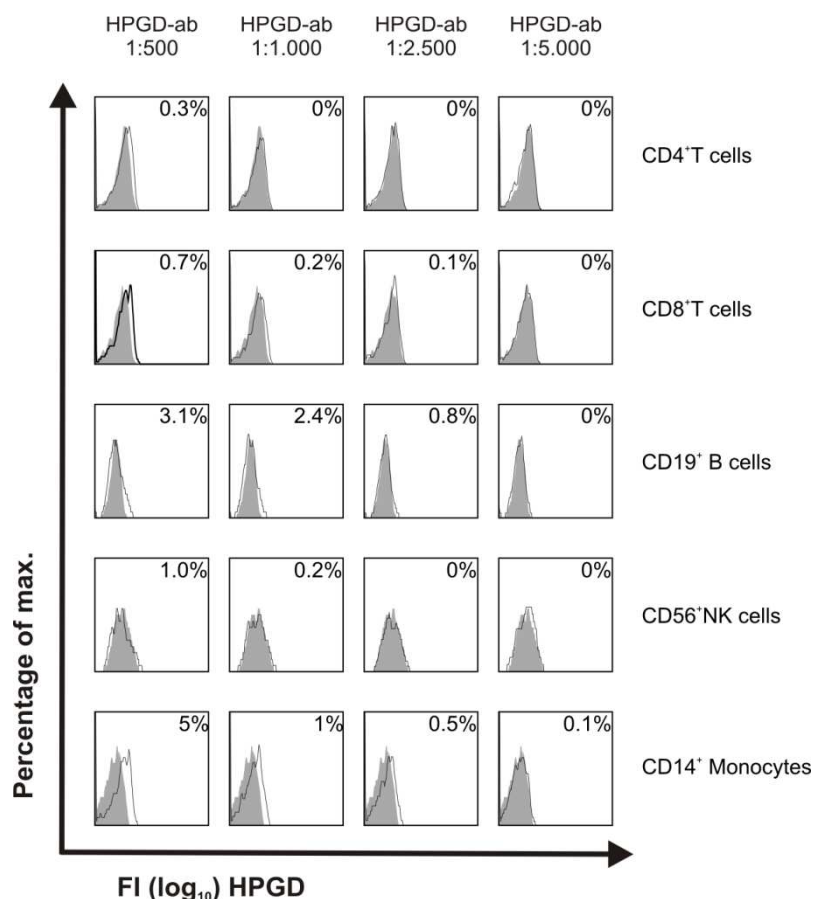 HPGD-ab HPGD-ab HPGD-ab HPGD-ab
1:500 1:1.000 1:2.500 1:5.000
0.3% 0% 0% 0% CD4⁺T cells
0.7% 0.2% 0.1% 0% CD8⁺T cells
3.1% 2.4% 0.8% 0% CD19⁺ B cells
1.0% 0.2% 0% 0% CD56⁺NK cells
5% 1% 0.5% 0.1% CD14⁺ Monocytes
Percentage of max.
FI (log₁₀) HPGD